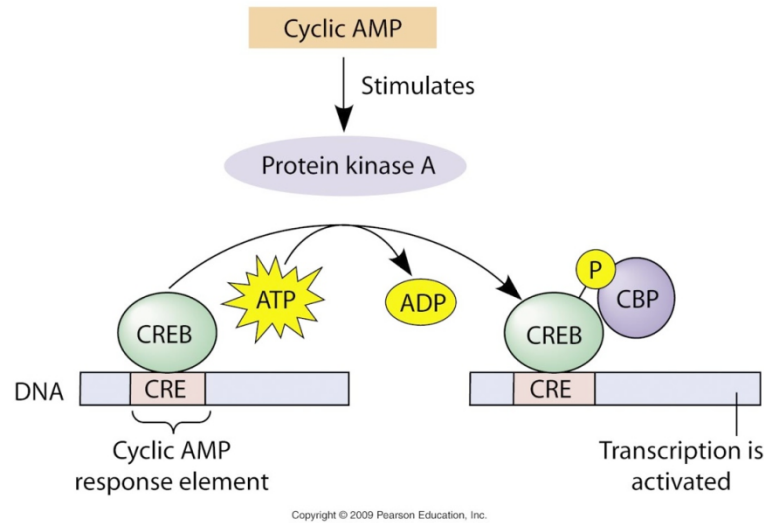 Cyclic AMP
Stimulates
Protein kinase A
ATP
ADP
P
CBP
CREB
CREB
DNA
CRE
CRE
Cyclic AMP
response element
Transcription is
activated
Copyright © 2009 Pearson Education, Inc.